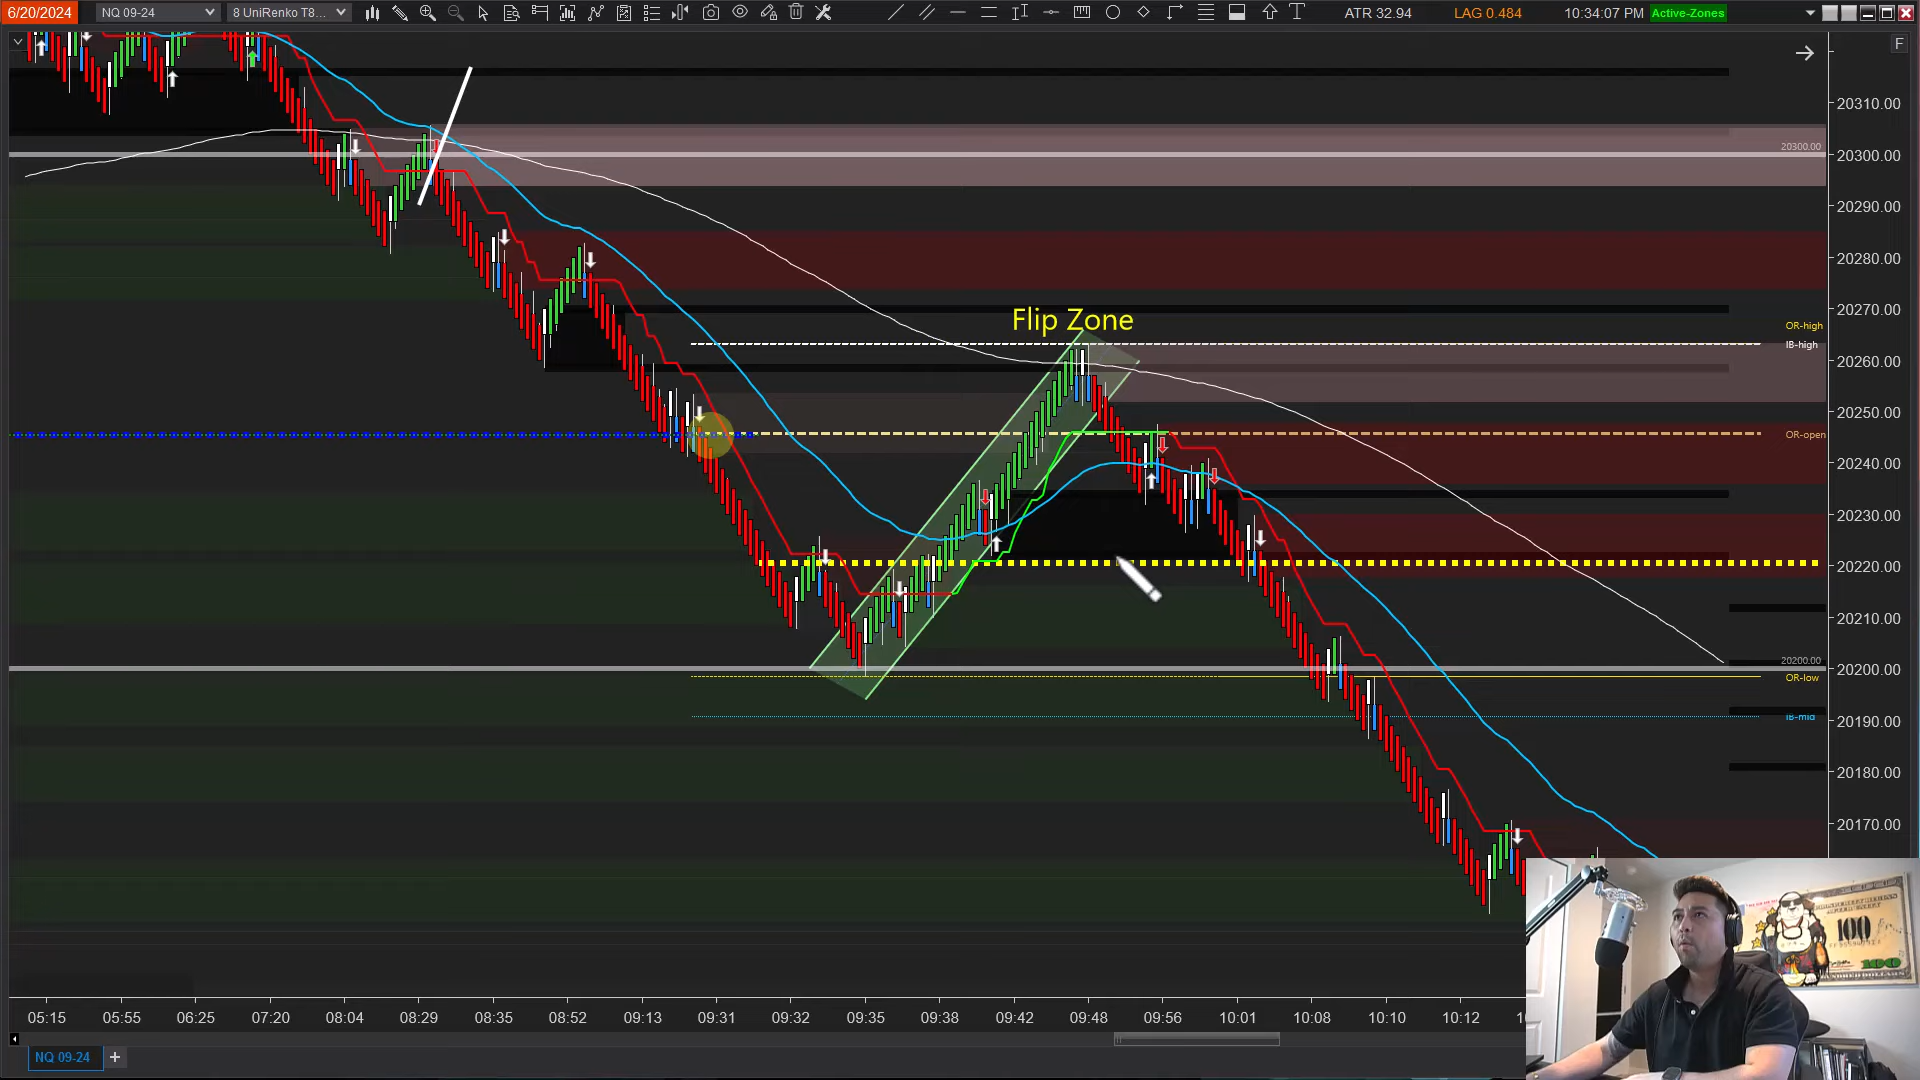 6/20/2024 NQ 09-24 8 UniRenko T8... ATR 32.94 LAG 0.484 10:34:07 PM Active-Zones
F
20310.00
20300.00
20300.00
20290.00
20280.00
20270.00
Flip Zone
OR-high
IB-high
20260.00
20250.00
OR-open
20240.00
20230.00
20220.00
20210.00
20200.00
20200.00
OR-low
20190.00
IB-mid
20180.00
20170.00
100
05:15 05:55 06:25 07:20 08:04 08:29 08:35 08:52 09:13 09:31 09:32 09:35 09:38 09:42 09:48 09:56 10:01 10:08 10:10 10:12
NQ 09-24 +